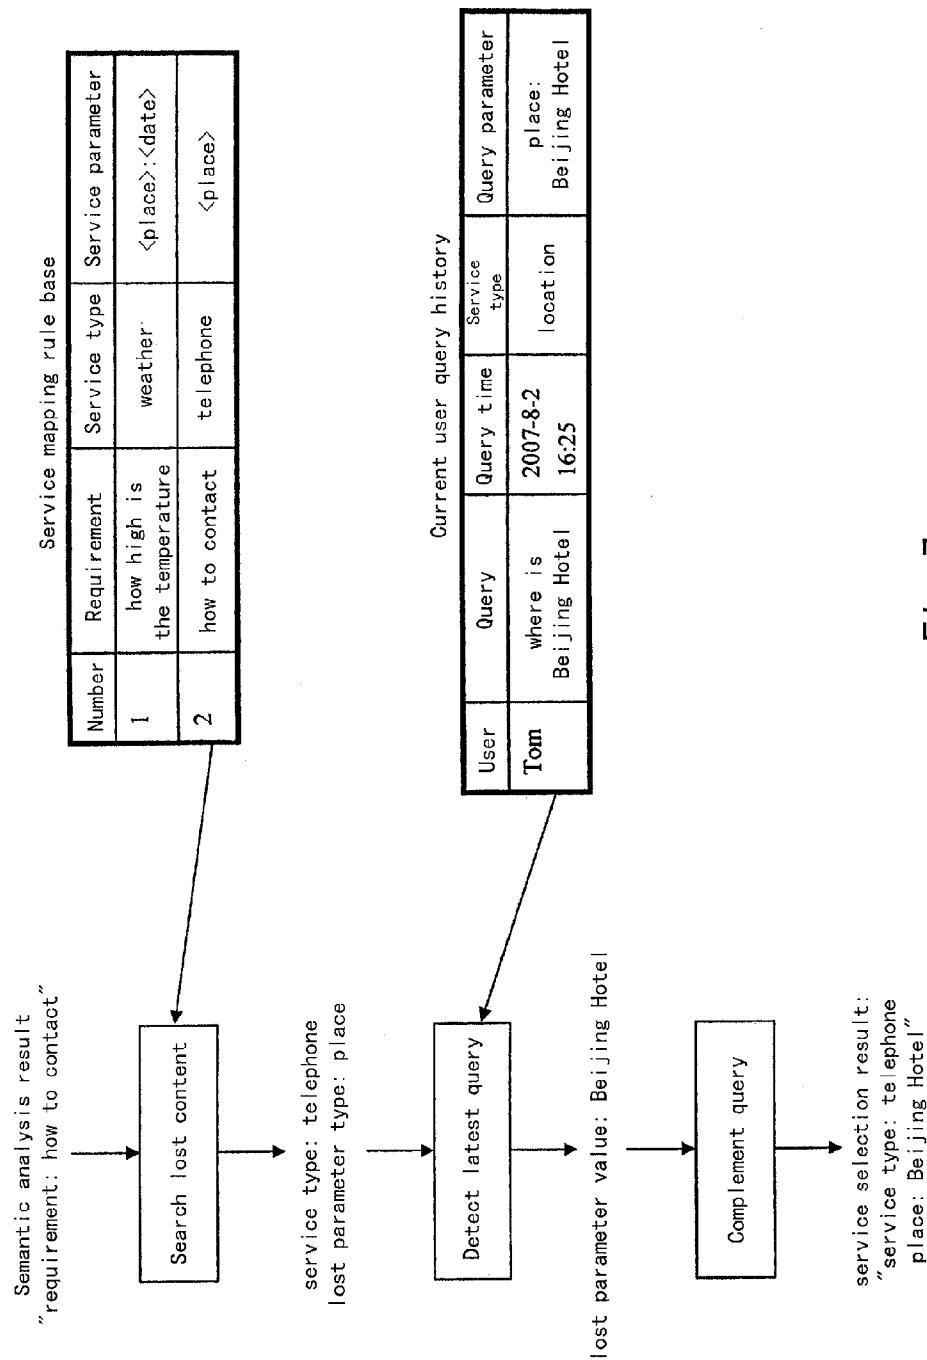 Semantic analysis result
"requirement: how to contact"
Search lost content
service type: telephone
lost parameter type: place
Detect latest query
lost parameter value: Beijing Hotel
Complement query
service selection result:
"service type: telephone
place: Beijing Hotel"
Service mapping rule base
Number Requirement Service type Service parameter
1 how high is the temperature weather <place>:<date>
2 how to contact telephone <place>
Current user query history
User Query Query time Service type Query parameter
Tom where is Beijing Hotel 2007-8-2 16:25 location place: Beijing Hotel